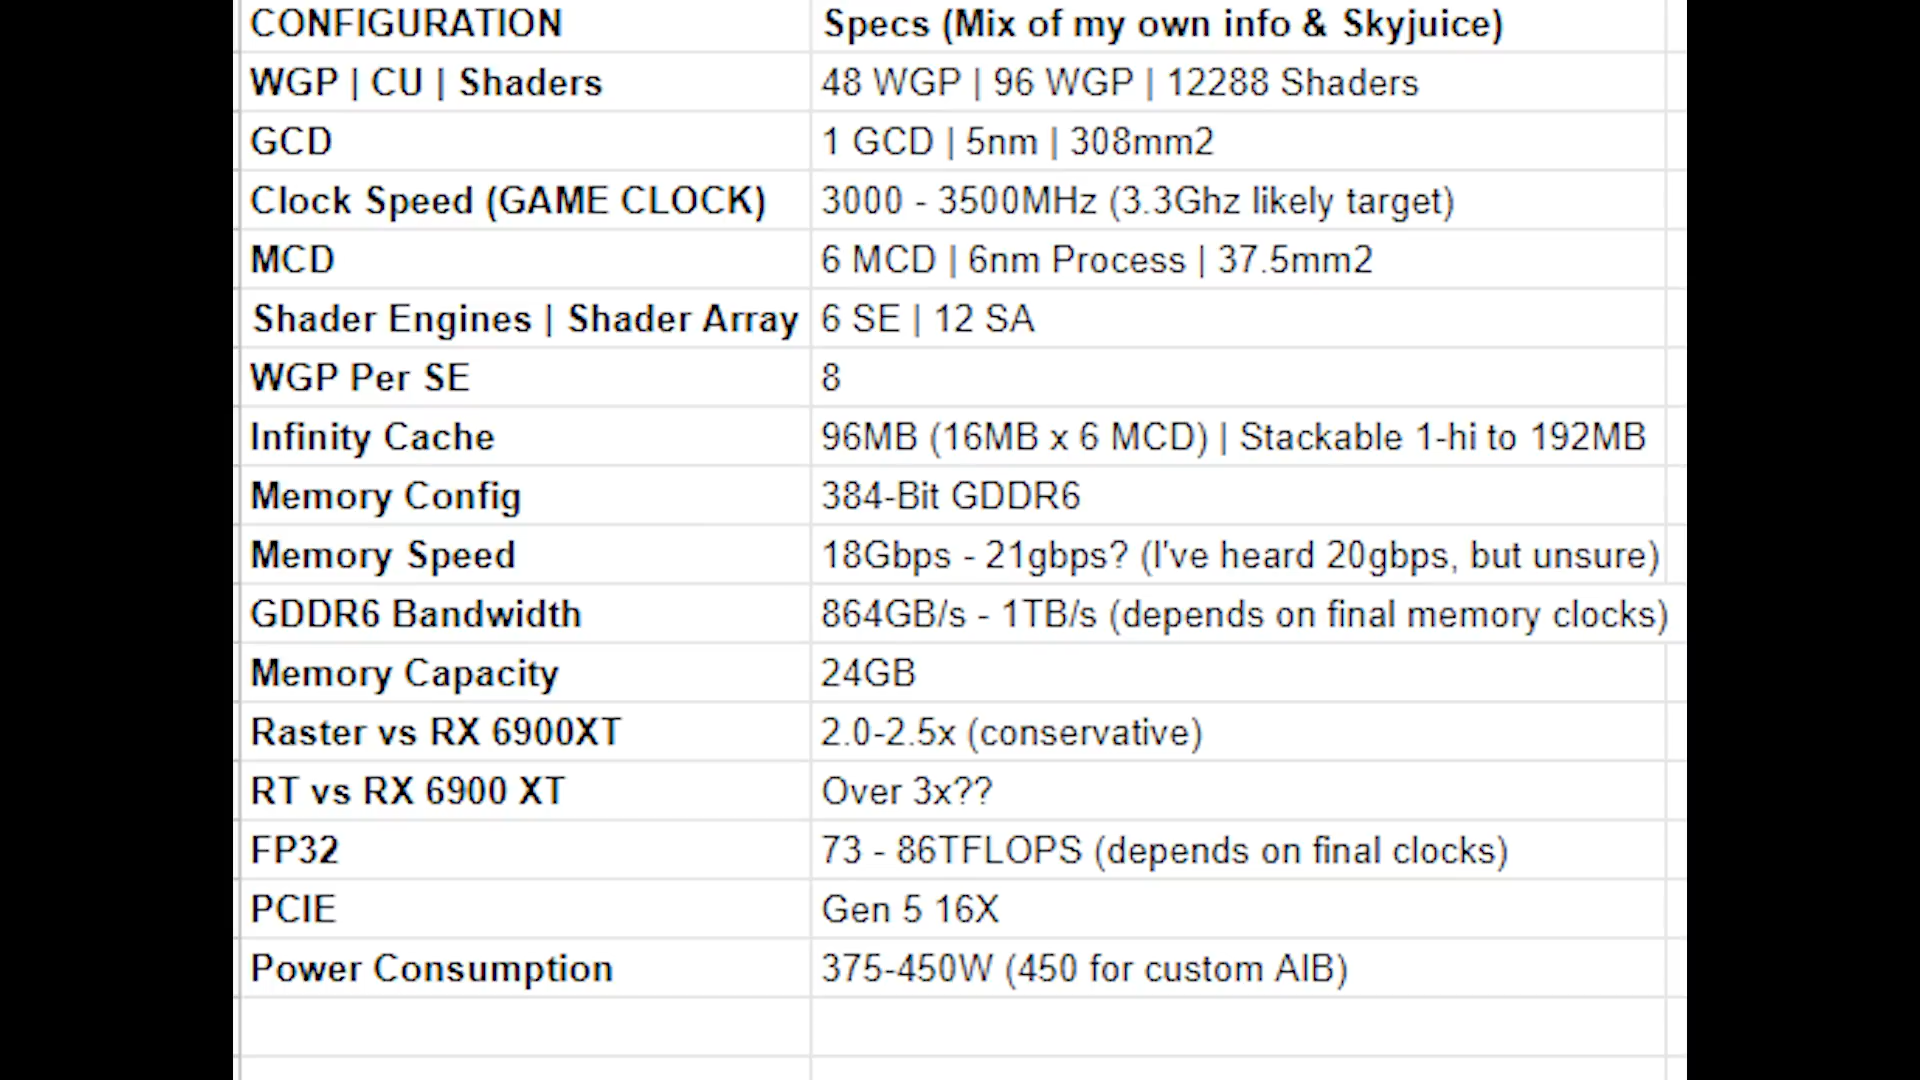 CONFIGURATION Specs (Mix of my own info & Skyjuice)
WGP | CU | Shaders 48 WGP | 96 WGP | 12288 Shaders
GCD 1 GCD | 5nm | 308mm2
Clock Speed (GAME CLOCK) 3000 - 3500MHz (3.3Ghz likely target)
MCD 6 MCD | 6nm Process | 37.5mm2
Shader Engines | Shader Array 6 SE | 12 SA
WGP Per SE 8
Infinity Cache 96MB (16MB x 6 MCD) | Stackable 1-hi to 192MB
Memory Config 384-Bit GDDR6
Memory Speed 18Gbps - 21gbps? (I've heard 20gbps, but unsure)
GDDR6 Bandwidth 864GB/s - 1TB/s (depends on final memory clocks)
Memory Capacity 24GB
Raster vs RX 6900XT 2.0-2.5x (conservative)
RT vs RX 6900 XT Over 3x??
FP32 73 - 86TFLOPS (depends on final clocks)
PCIE Gen 5 16X
Power Consumption 375-450W (450 for custom AIB)